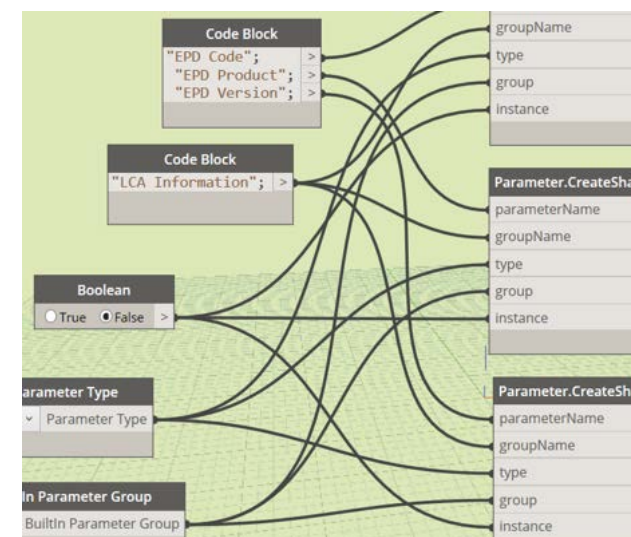 Code Block
"EPD Code"; >
"EPD Product"; >
"EPD Version"; >
Code Block
"LCA Information"; >
Boolean
True False >
arameter Type
Parameter Type
In Parameter Group
BuiltIn Parameter Group
groupName
type
group
instance
Parameter.CreateSha
parameterName
groupName
type
group
instance
Parameter.CreateSh
parameterName
groupName
type
group
instance